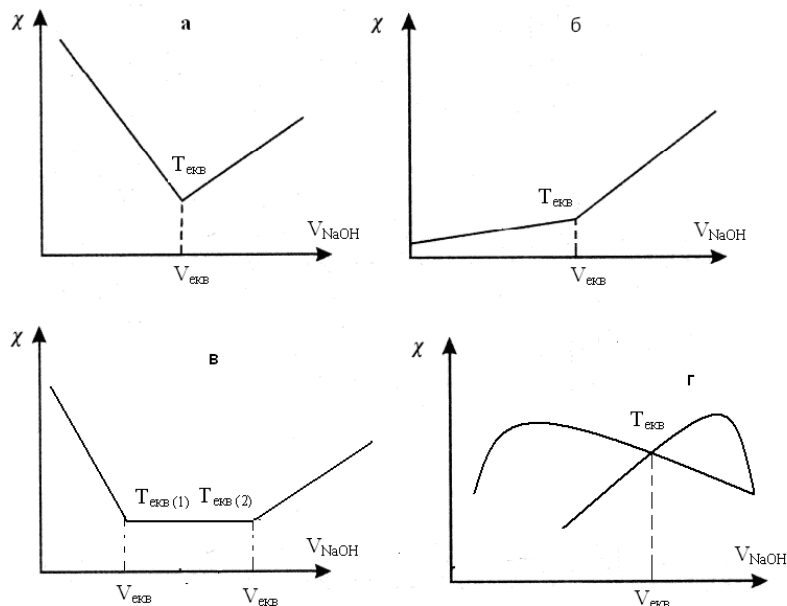 χ
а
Tекв
VNaOH
Vекв
χ
б
Tекв
VNaOH
Vекв
χ
в
Tекв (1)
Tекв (2)
VNaOH
Vекв
Vекв
χ
г
Tекв
VNaOH
Vекв